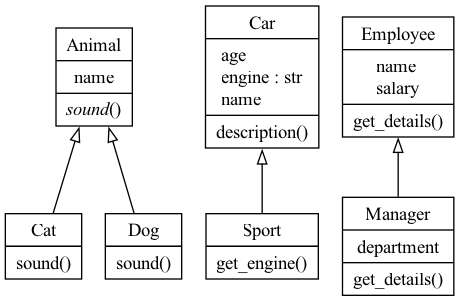 Animal
name
sound()
Cat
sound()
Dog
sound()
Car
age
engine : str
name
description()
Sport
get_engine()
Employee
name
salary
get_details()
Manager
department
get_details()